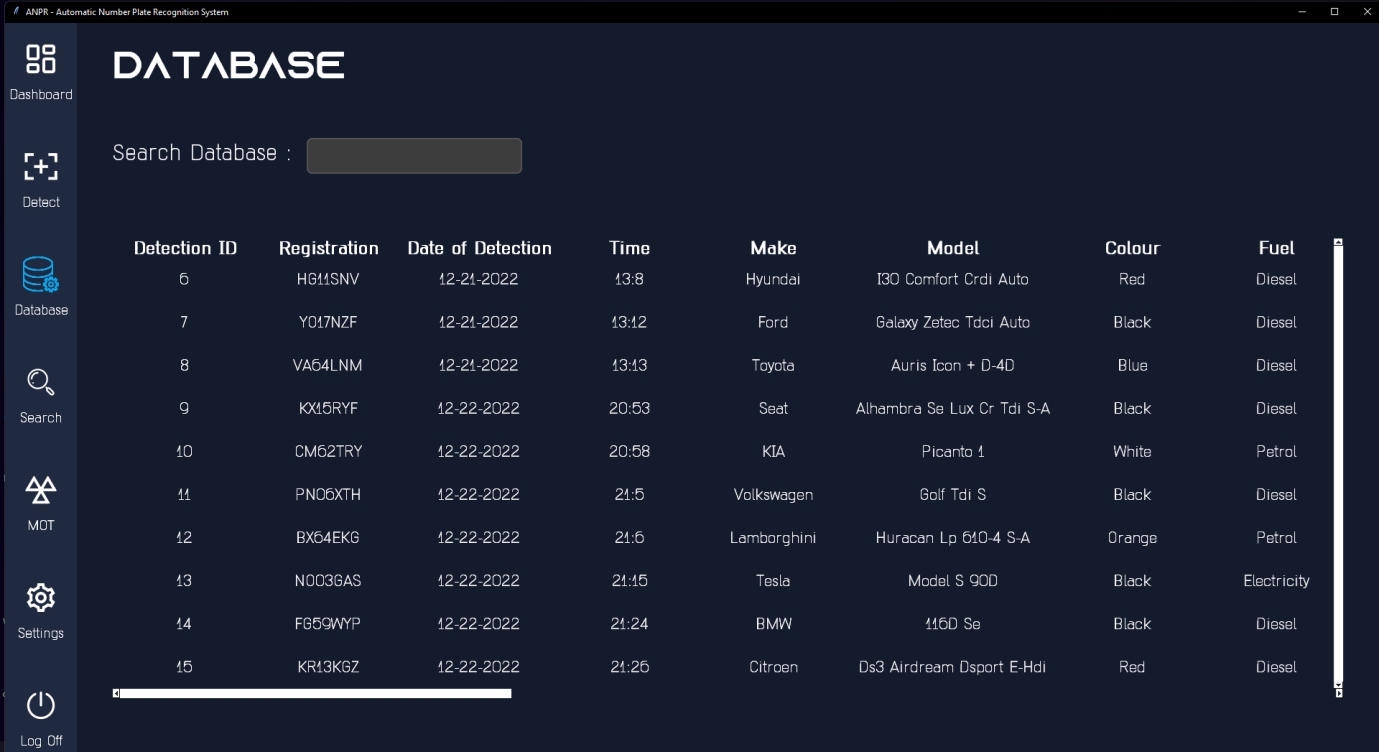 ANPR - Automatic Number Plate Recognition System
DATABASE
Dashboard
Search Database :
Detect
Database
Search
MOT
Settings
Log Off
Detection ID Registration Date of Detection Time Make Model Colour Fuel
6 HG11SNV 12-21-2022 13:8 Hyundai I30 Comfort Crdi Auto Red Diesel
7 YO17NZF 12-21-2022 13:12 Ford Galaxy Zetec Tdci Auto Black Diesel
8 VA64LNM 12-21-2022 13:13 Toyota Auris Icon + D-4D Blue Diesel
9 KX15RYF 12-22-2022 20:53 Seat Alhambra Se Lux Cr Tdi S-A Black Diesel
10 CM62TRY 12-22-2022 20:58 KIA Picanto 1 White Petrol
11 PN06XTH 12-22-2022 21:5 Volkswagen Golf Tdi S Black Diesel
12 BX64EKG 12-22-2022 21:6 Lamborghini Huracan Lp 610-4 S-A Orange Petrol
13 NO03GAS 12-22-2022 21:15 Tesla Model S 90D Black Electricity
14 FG59WYP 12-22-2022 21:24 BMW 116D Se Black Diesel
15 KR13KGZ 12-22-2022 21:26 Citroen Ds3 Airdream Dsport E-Hdi Red Diesel